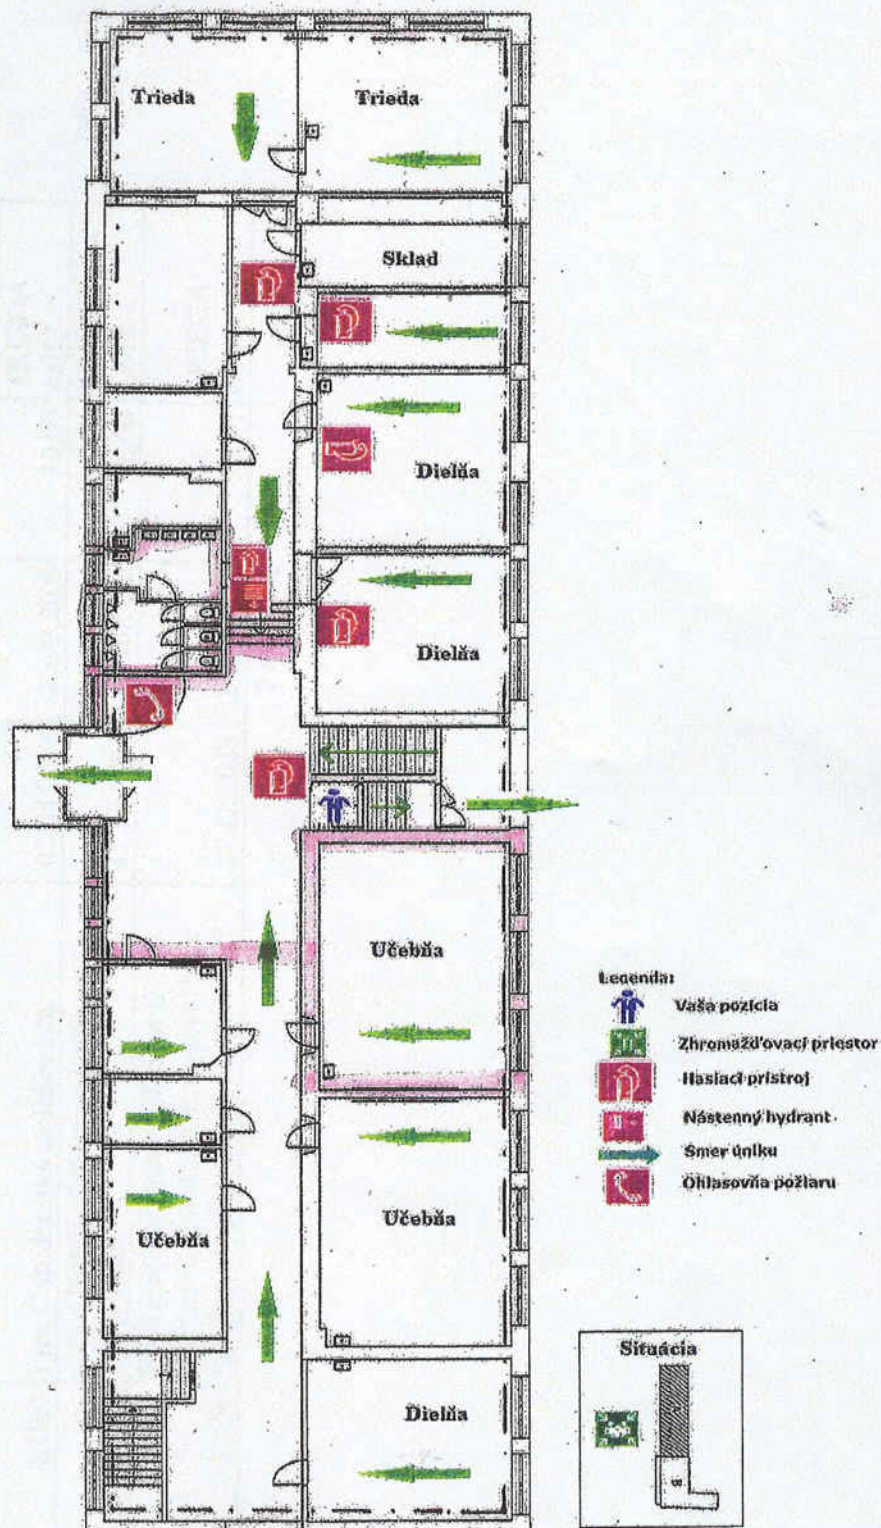 Trieda
Trieda
Sklad
Dielňa
Dielňa
Učebňa
Učebňa
Učebňa
Dielňa
Legenda:
Vaša pozícia
Zhromažďovací priestor
Hasiaci prístroj
Nástenný hydrant
Smer úniku
Ohlasovňa požiaru
Situácia
A
B